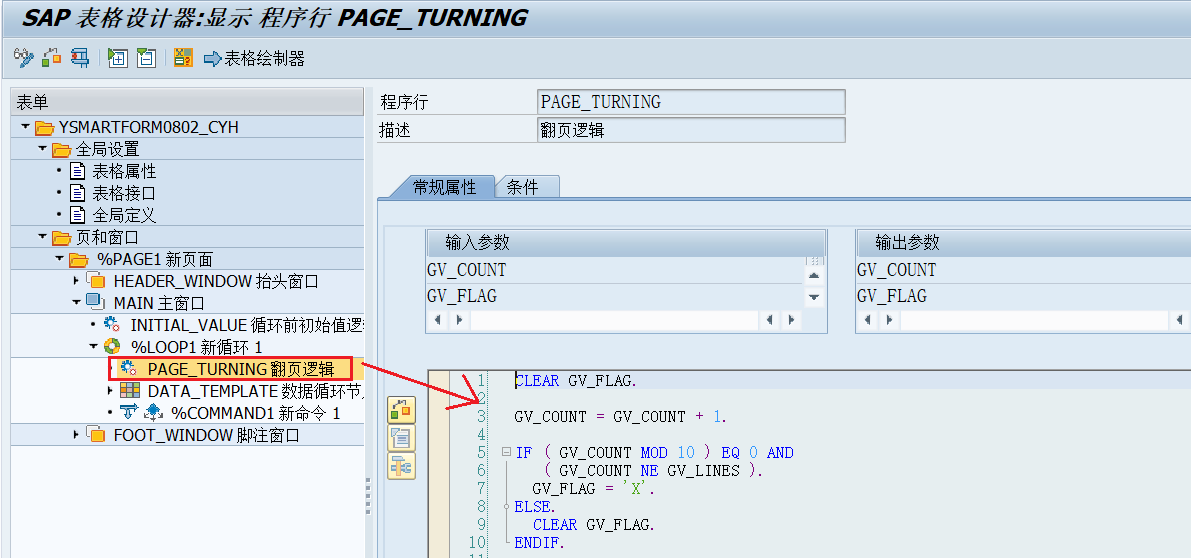 SAP 表格设计器:显示 程序行 PAGE_TURNING
表格绘制器
表单
YSMARTFORM0802_CYH
全局设置
表格属性
表格接口
全局定义
页和窗口
%PAGE1 新页面
HEADER_WINDOW 抬头窗口
MAIN 主窗口
INITIAL_VALUE 循环前初始值逻
%LOOP1 新循环 1
PAGE_TURNING 翻页逻辑
DATA_TEMPLATE 数据循环节
%COMMAND1 新命令 1
FOOT_WINDOW 脚注窗口
程序行 PAGE_TURNING
描述 翻页逻辑
常规属性 条件
输入参数 输出参数
GV_COUNT GV_COUNT
GV_FLAG GV_FLAG
1 CLEAR GV_FLAG.
2
3 GV_COUNT = GV_COUNT + 1.
4
5 IF ( GV_COUNT MOD 10 ) EQ 0 AND
6 ( GV_COUNT NE GV_LINES ).
7 GV_FLAG = 'X'.
8 ELSE.
9 CLEAR GV_FLAG.
10 ENDIF.